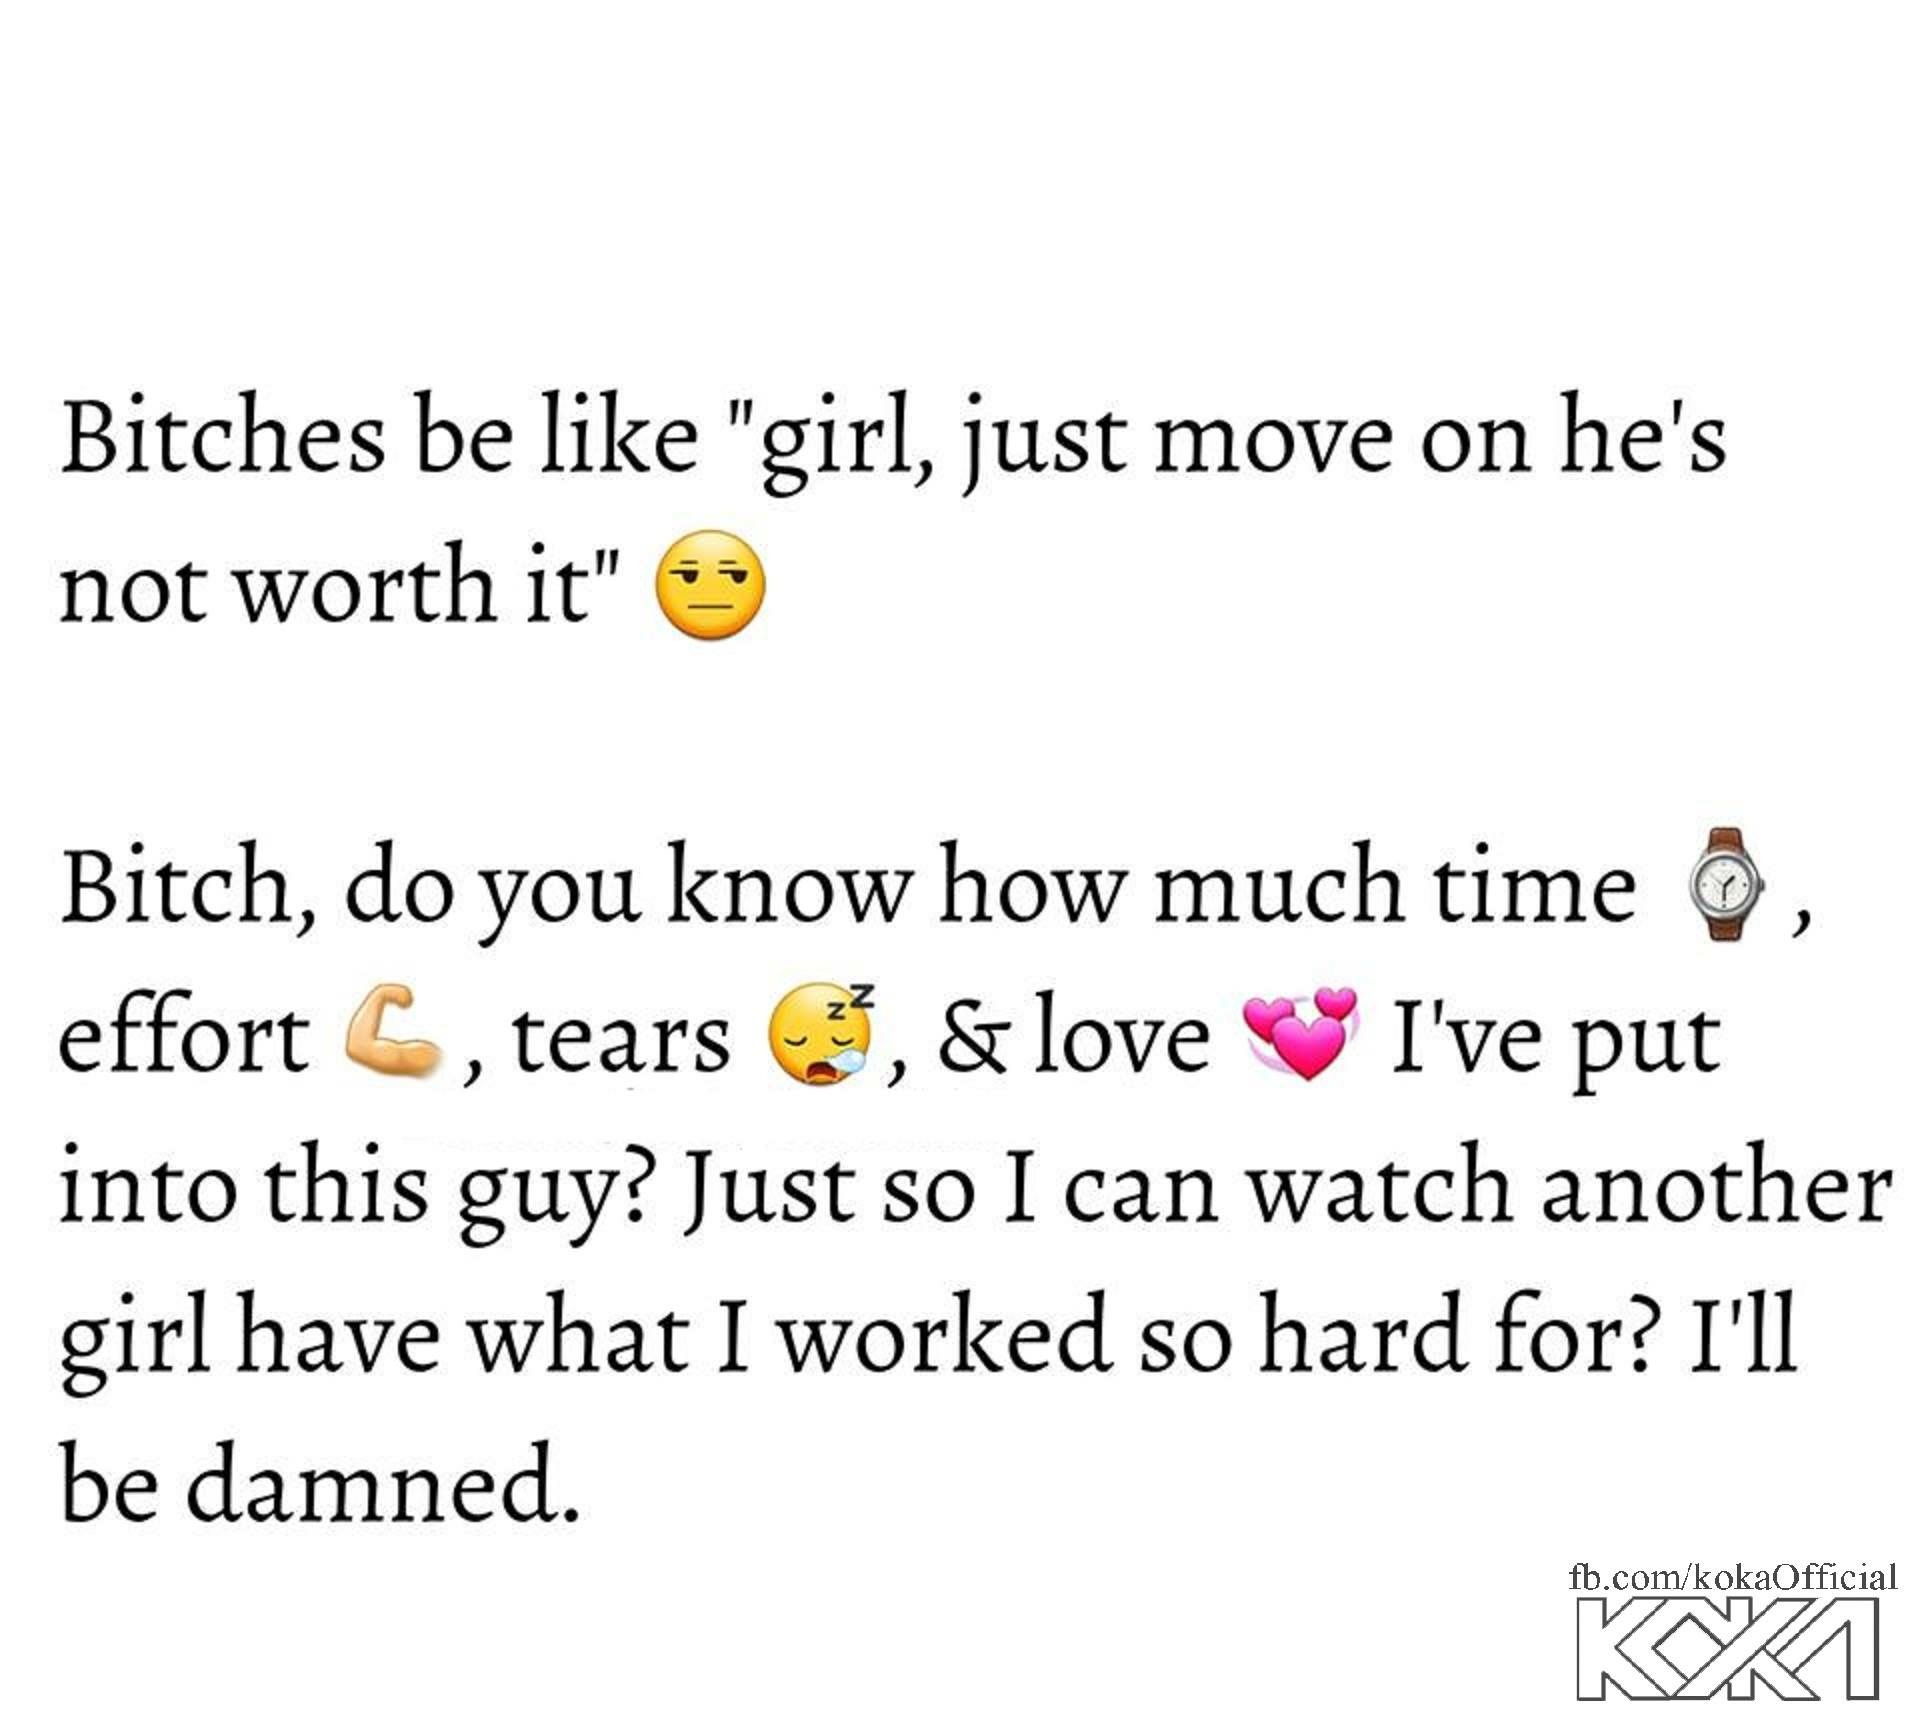 Bitches be like "girl, just move on he's
not worth it" 😒
Bitch, do you know how much time ⌚,
effort 💪, tears 😪, & love 💞 I've put
into this guy? Just so I can watch another
girl have what I worked so hard for? I'll
be damned.
fb.com/kokaOfficial
KOKA